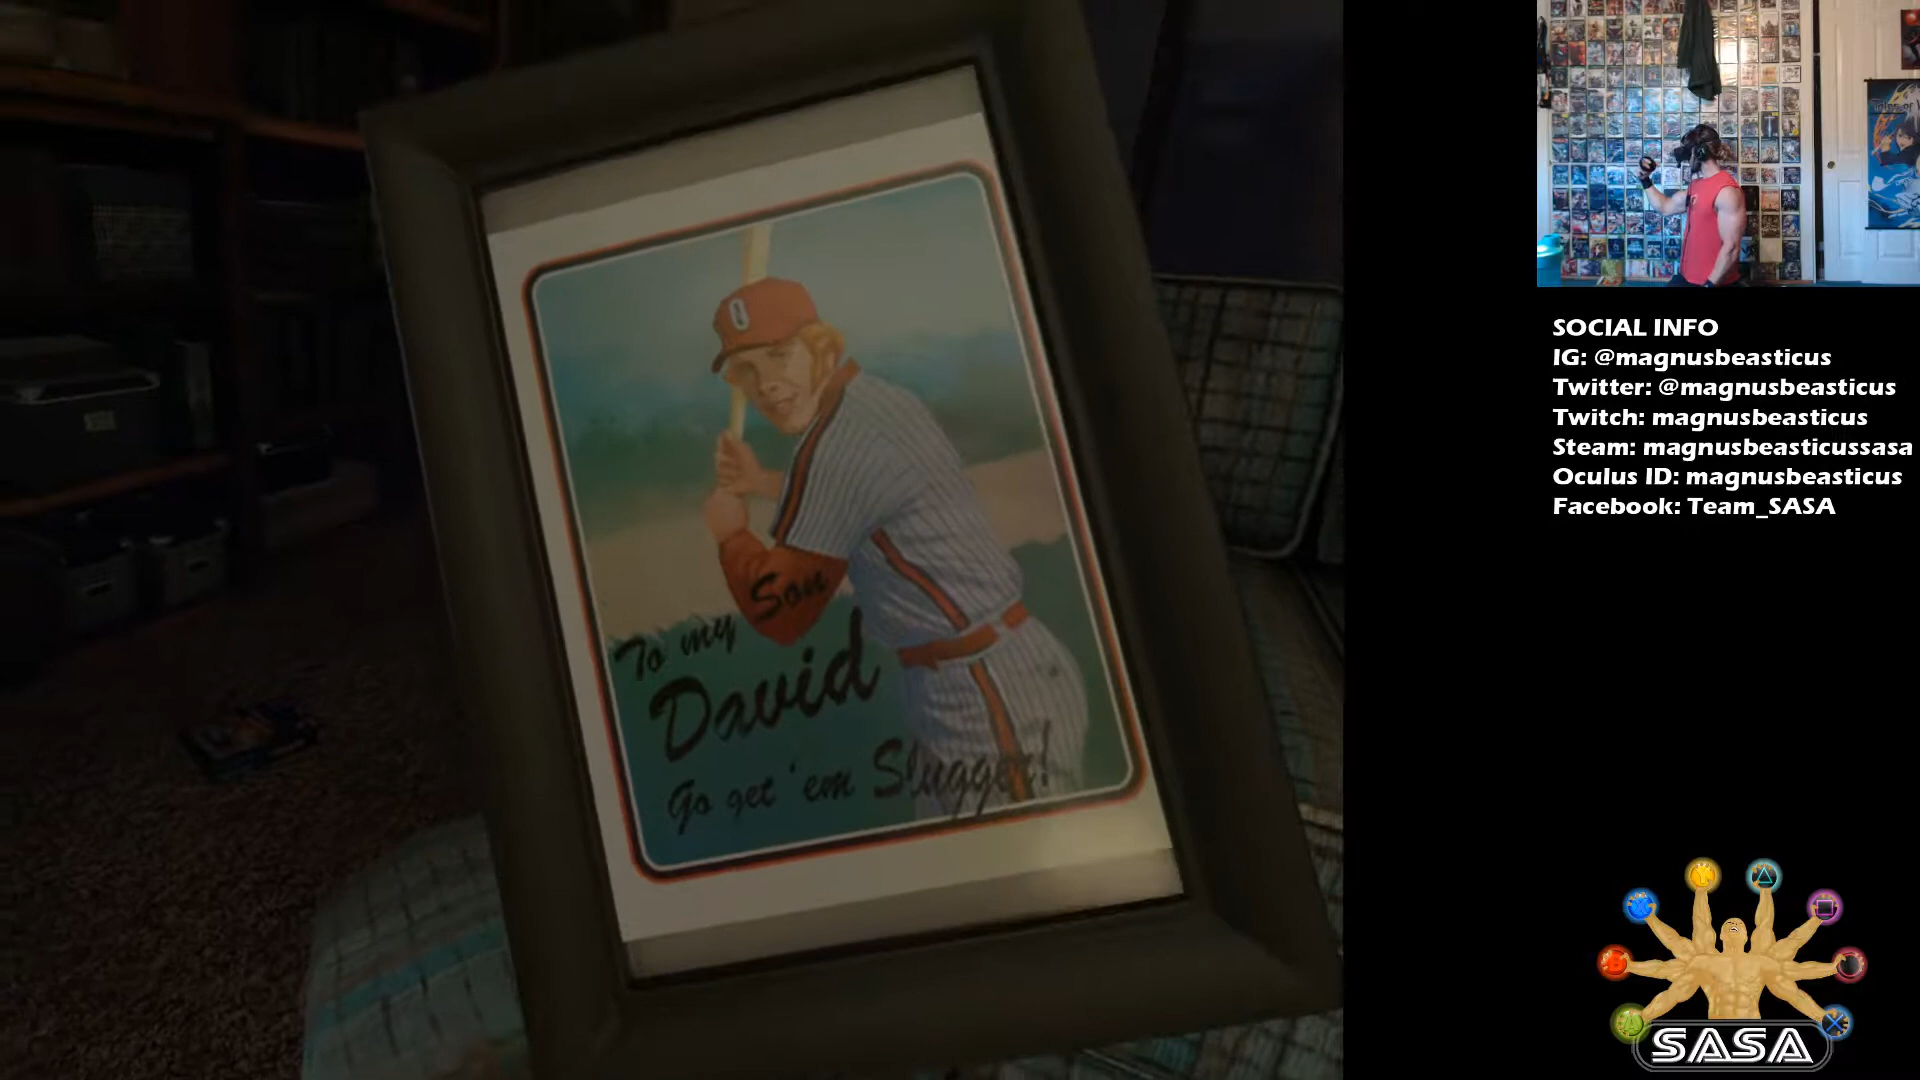 To my Son
David
Go get 'em Slugger!
SOCIAL INFO
IG: @magnusbeasticus
Twitter: @magnusbeasticus
Twitch: magnusbeasticus
Steam: magnusbeasticussasa
Oculus ID: magnusbeasticus
Facebook: Team_SASA
SASA